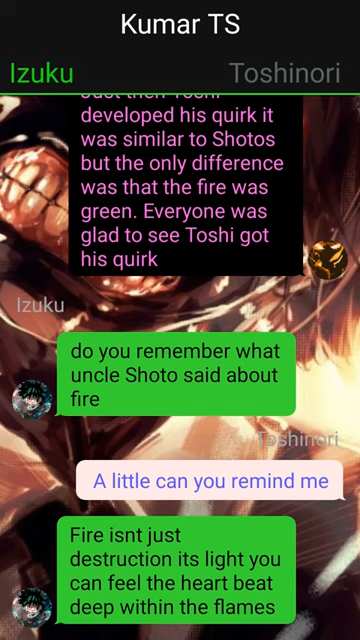 Kumar TS
Izuku
Toshinori
Just then Toshi
developed his quirk it
was similar to Shotos
but the only difference
was that the fire was
green. Everyone was
glad to see Toshi got
his quirk
Izuku
do you remember what
uncle Shoto said about
fire
Toshinori
A little can you remind me
Fire isnt just
destruction its light you
can feel the heart beat
deep within the flames